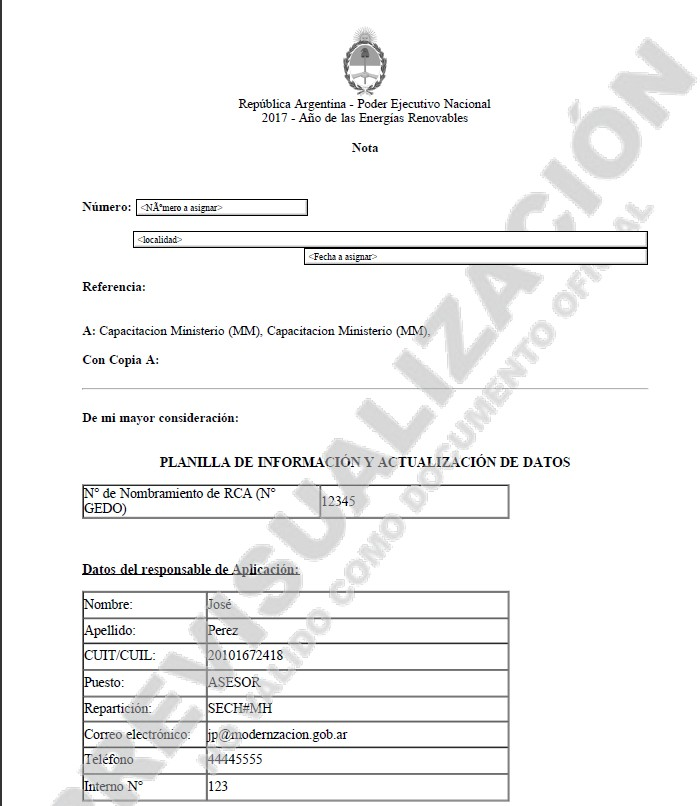 República Argentina - Poder Ejecutivo Nacional
2017 - Año de las Energías Renovables
Nota
Número: <NÃºmero a asignar>
<localidad>
<Fecha a asignar>
Referencia:
A: Capacitacion Ministerio (MM), Capacitacion Ministerio (MM),
Con Copia A:
De mi mayor consideración:
PLANILLA DE INFORMACIÓN Y ACTUALIZACIÓN DE DATOS
N° de Nombramiento de RCA (N° 12345
GEDO)
Datos del responsable de Aplicación:
Nombre: José
Apellido: Perez
CUIT/CUIL: 20101672418
Puesto: ASESOR
Repartición: SECH#MH
Correo electrónico: jp@modernzacion.gob.ar
Teléfono 44445555
Interno N° 123
PREVISUALIZACIÓN
NO VALIDO COMO DOCUMENTO OFICIAL